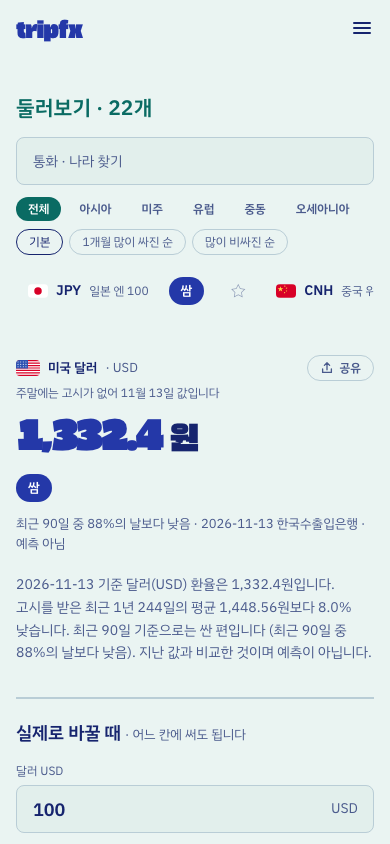 tripfx
둘러보기 · 22개
통화 · 나라 찾기
전체 아시아 미주 유럽 중동 오세아니아
기본 1개월 많이 싸진 순 많이 비싸진 순
JPY 일본 엔 100 쌈 CNH 중국
미국 달러 · USD 공유
주말에는 고시가 없어 11월 13일 값입니다
1,332.4 원
쌈
최근 90일 중 88%의 날보다 낮음 · 2026-11-13 한국수출입은행 ·
예측 아님
2026-11-13 기준 달러(USD) 환율은 1,332.4원입니다.
고시를 받은 최근 1년 244일의 평균 1,448.56원보다 8.0%
낮습니다. 최근 90일 기준으로는 싼 편입니다 (최근 90일 중
88%의 날보다 낮음). 지난 값과 비교한 것이며 예측이 아닙니다.
실제로 바꿀 때 · 어느 칸에 써도 됩니다
달러 USD
100 USD